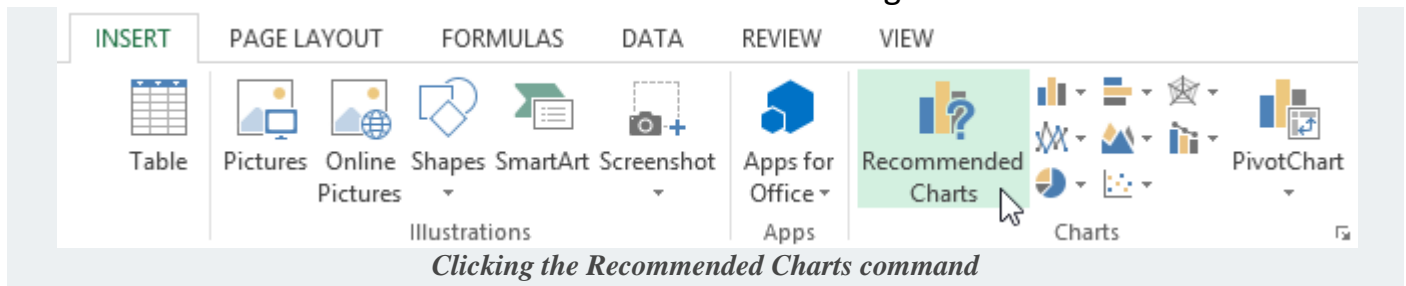 INSERT PAGE LAYOUT FORMULAS DATA REVIEW VIEW
Table Pictures Online Pictures Shapes SmartArt Screenshot Apps for Office Recommended Charts PivotChart
Illustrations Apps Charts
Clicking the Recommended Charts command